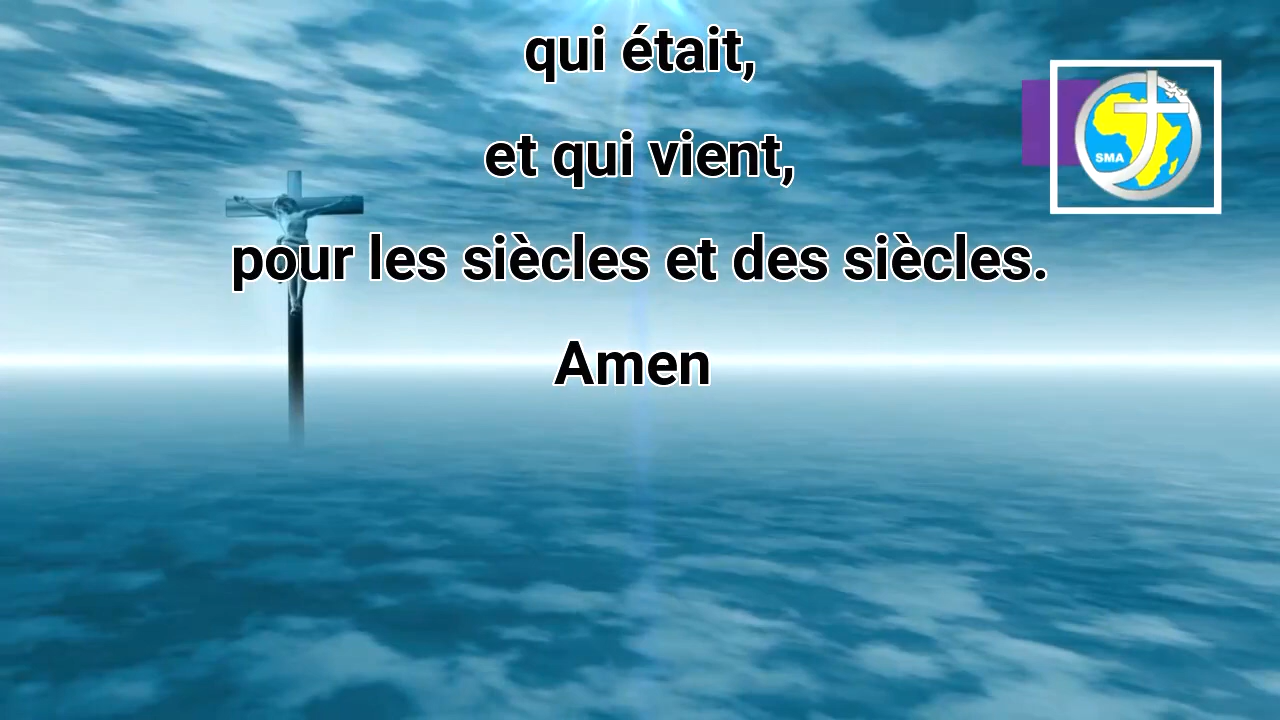 qui était,
et qui vient,
pour les siècles et des siècles.
Amen
SMA